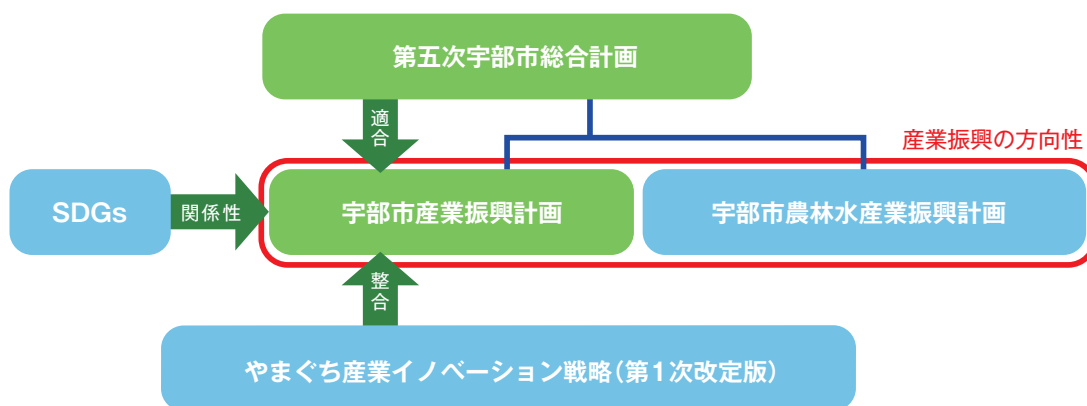 第五次宇部市総合計画
適合
産業振興の方向性
SDGs
関係性
宇部市産業振興計画
宇部市農林水産業振興計画
整合
やまぐち産業イノベーション戦略(第1次改定版)